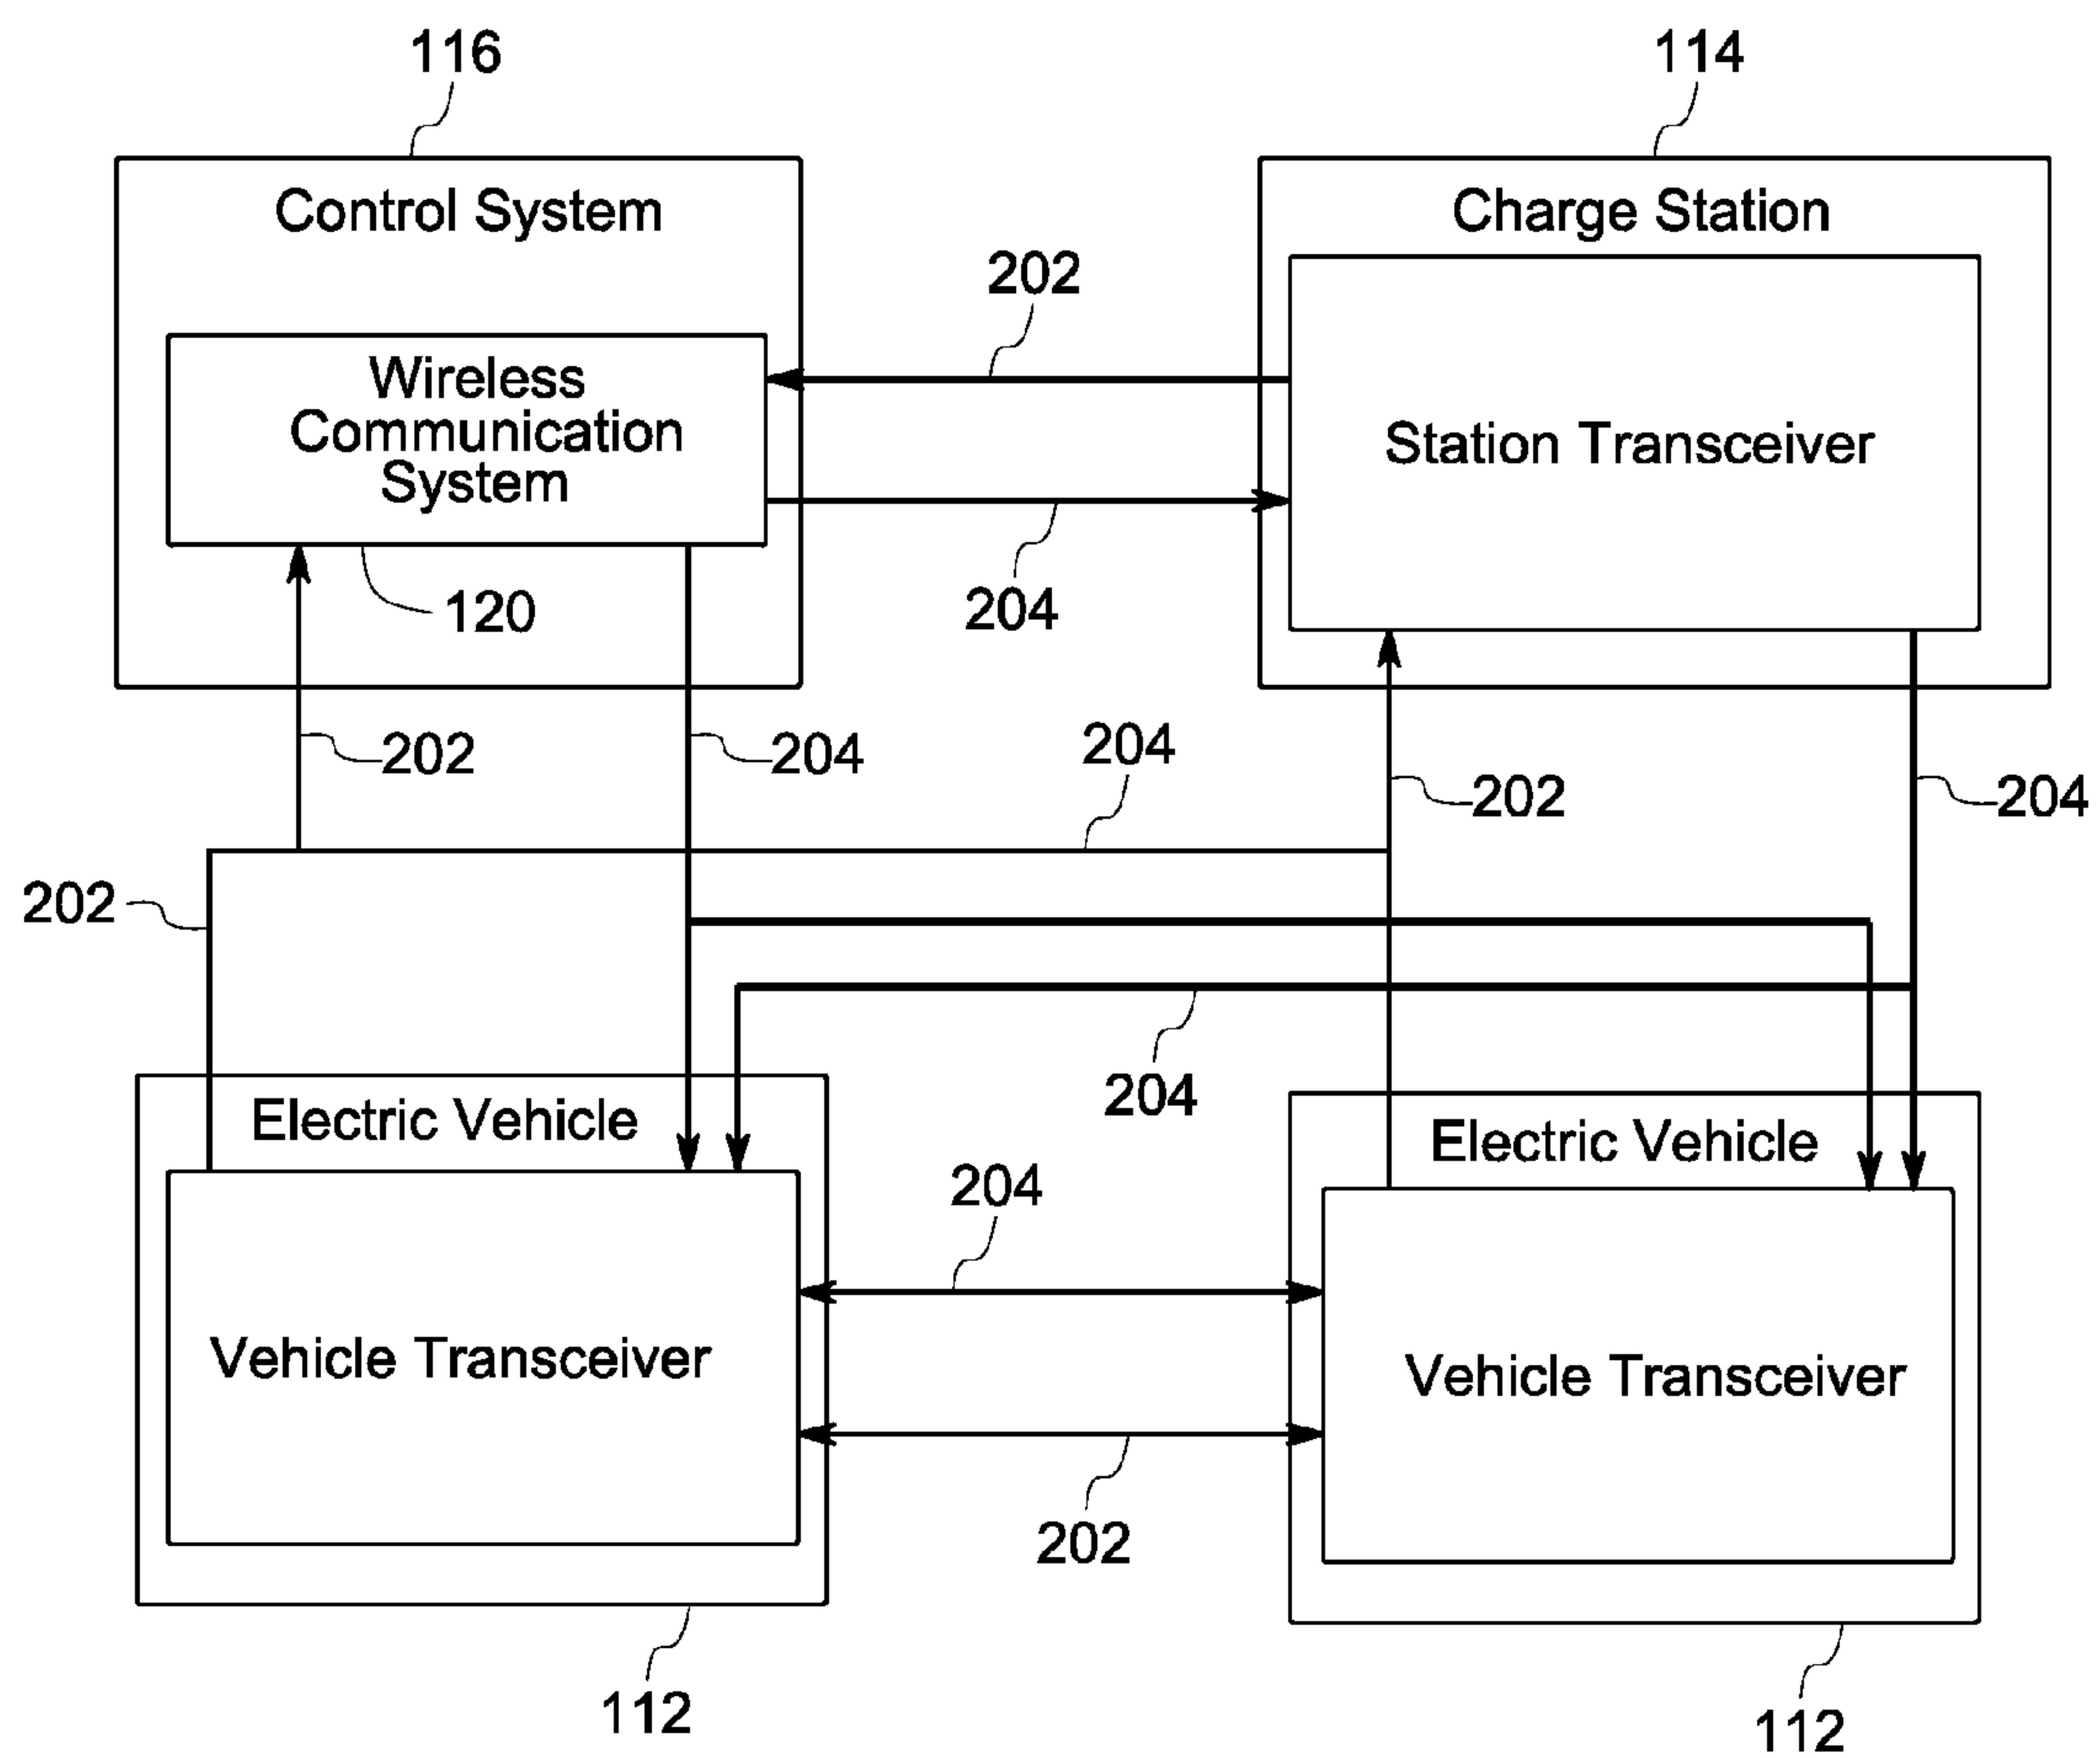 116
114
Control System
Charge Station
202
Wireless
Communication
System
Station Transceiver
204
120
202
204
204
202
204
202
204
Electric Vehicle
Electric Vehicle
204
Vehicle Transceiver
Vehicle Transceiver
202
112
112